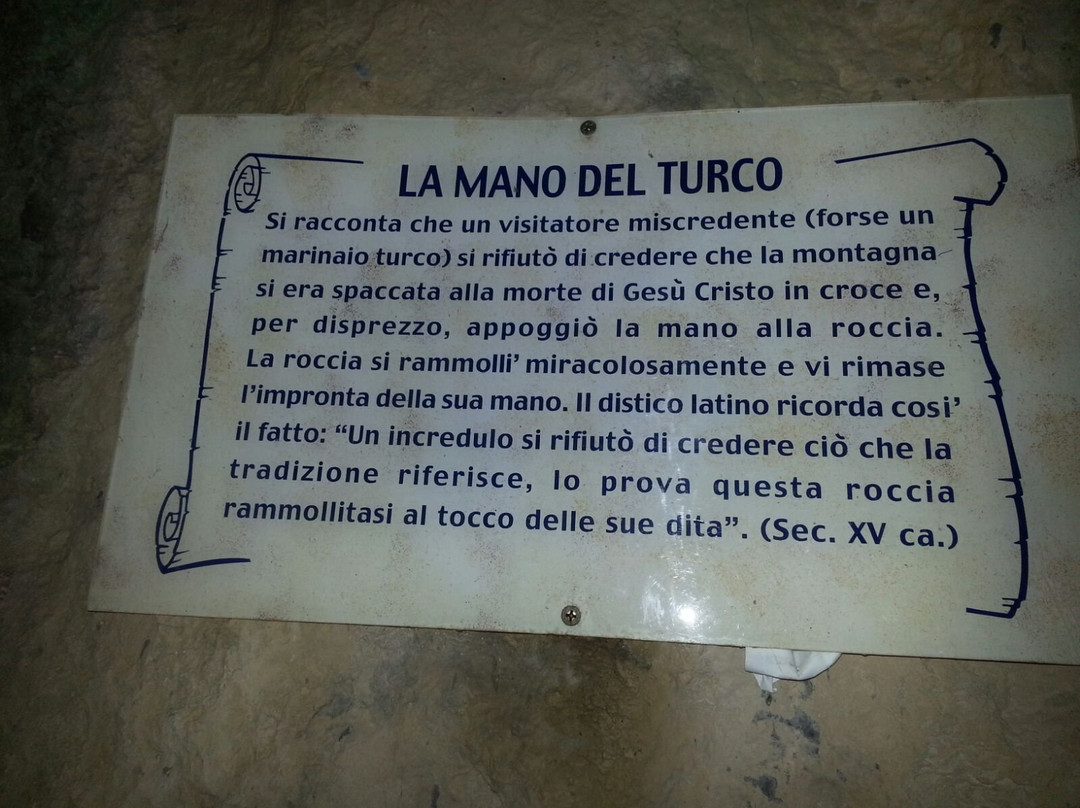 LA MANO DEL TURCO
Si racconta che un visitatore miscredente (forse un
marinaio turco) si rifiutò di credere che la montagna
si era spaccata alla morte di Gesù Cristo in croce e,
per disprezzo, appoggiò la mano alla roccia.
La roccia si rammolli’ miracolosamente e vi rimase
l’impronta della sua mano. Il distico latino ricorda cosi’
il fatto: “Un incredulo si rifiutò di credere ciò che la
tradizione riferisce, lo prova questa roccia
rammollitasi al tocco delle sue dita”. (Sec. XV ca.)